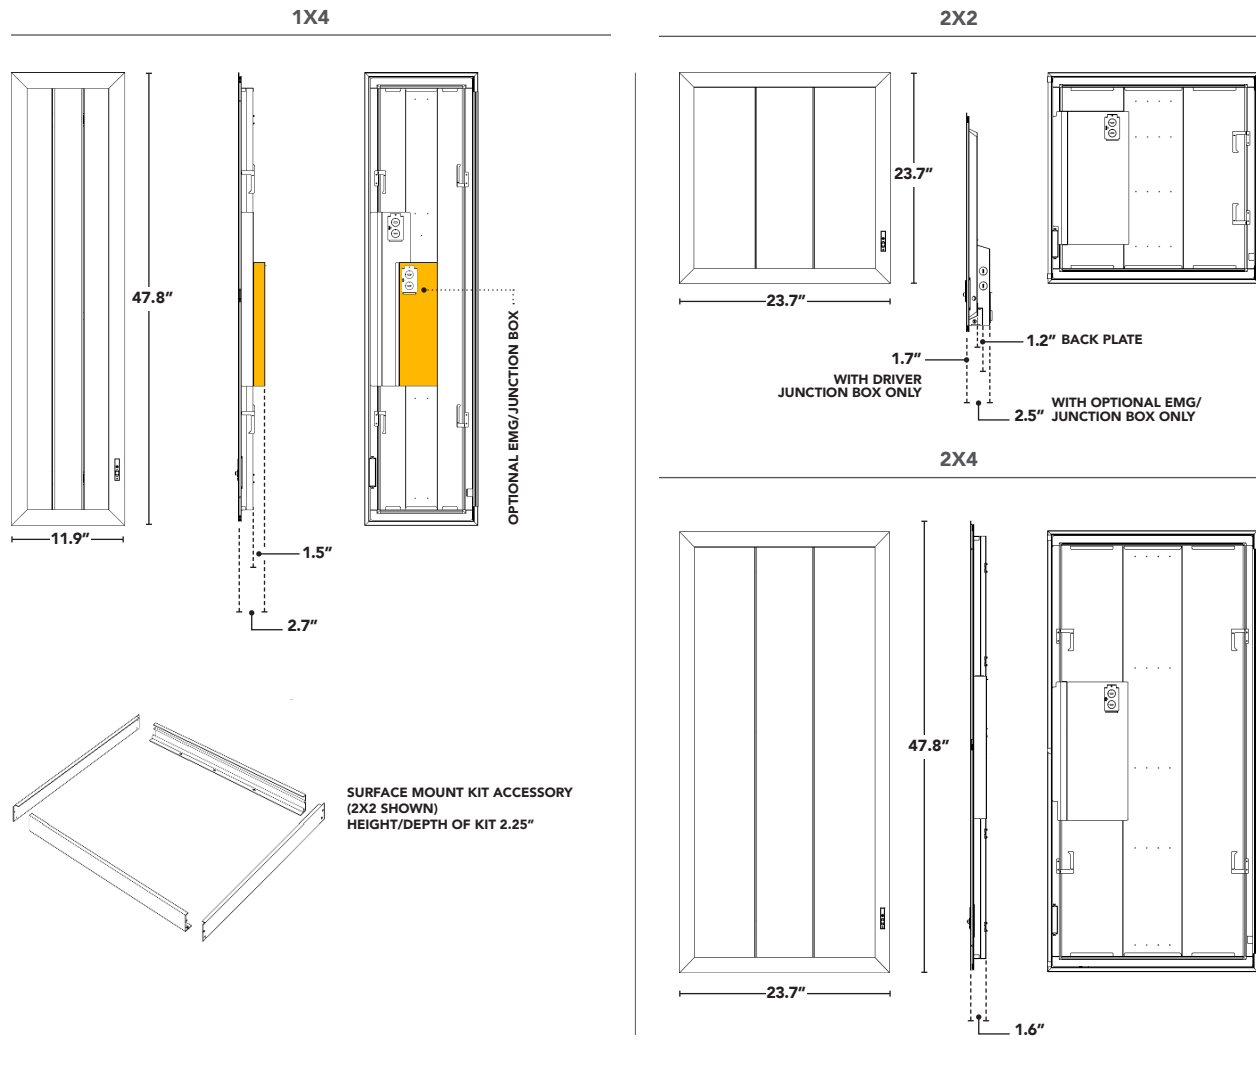 1X4
47.8”
11.9”
1.5”
2.7”
OPTIONAL EMG/JUNCTION BOX
SURFACE MOUNT KIT ACCESSORY
(2X2 SHOWN)
HEIGHT/DEPTH OF KIT 2.25”
2X2
23.7”
23.7”
1.2” BACK PLATE
1.7”
WITH DRIVER
JUNCTION BOX ONLY
2.5” WITH OPTIONAL EMG/
JUNCTION BOX ONLY
2X4
47.8”
23.7”
1.6”